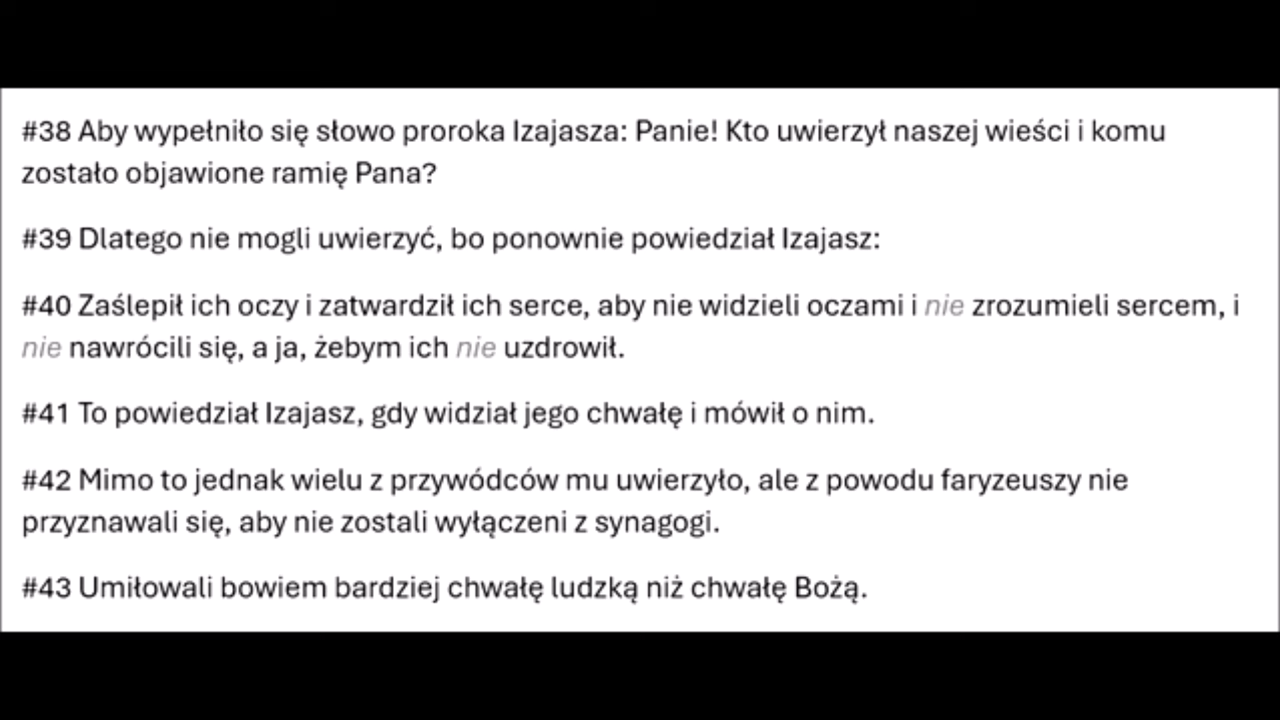 #38 Aby wypełniło się słowo proroka Izajasza: Panie! Kto uwierzył naszej wieści i komu
zostało objawione ramię Pana?
#39 Dlatego nie mogli uwierzyć, bo ponownie powiedział Izajasz:
#40 Zaślepił ich oczy i zatwardził ich serce, aby nie widzieli oczami i nie zrozumieli sercem, i
nie nawrócili się, a ja, żebym ich nie uzdrowił.
#41 To powiedział Izajasz, gdy widział jego chwałę i mówił o nim.
#42 Mimo to jednak wielu z przywódców mu uwierzyło, ale z powodu faryzeuszy nie
przyznawali się, aby nie zostali wyłączeni z synagogi.
#43 Umiłowali bowiem bardziej chwałę ludzką niż chwałę Bożą.